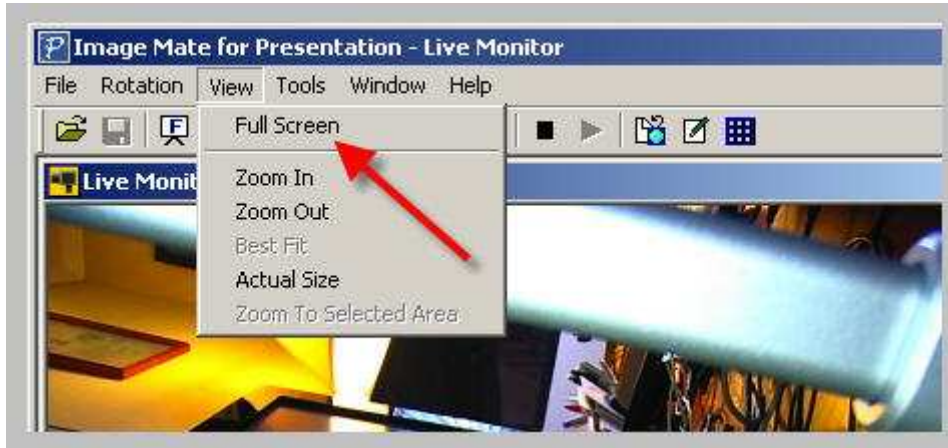 Image Mate for Presentation - Live Monitor
File Rotation View Tools Window Help
F
Full Screen
Live Monit
Zoom In
Zoom Out
Best Fit
Actual Size
Zoom To Selected Area